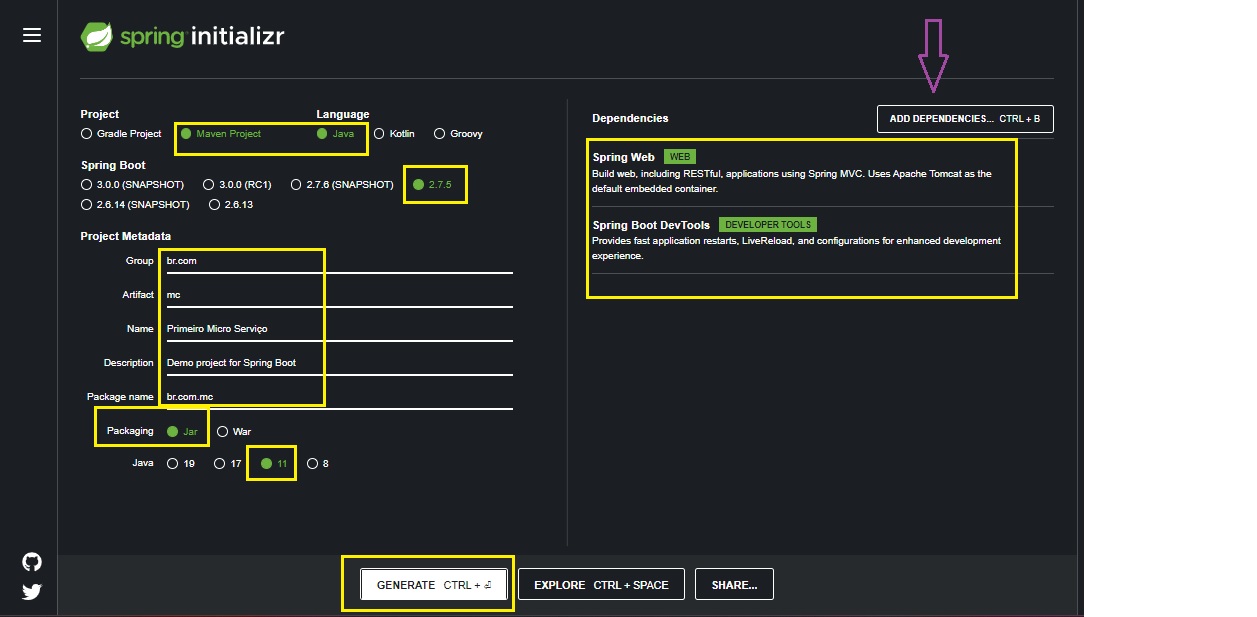 spring initializr
Project
Language
Gradle Project Maven Project Java Kotlin Groovy
Spring Boot
3.0.0 (SNAPSHOT) 3.0.0 (RC1) 2.7.6 (SNAPSHOT) 2.7.5
2.6.14 (SNAPSHOT) 2.6.13
Project Metadata
Group br.com
Artifact mc
Name Primeiro Micro Serviço
Description Demo project for Spring Boot
Package name br.com.mc
Packaging Jar War
Java 19 17 11 8
Dependencies
ADD DEPENDENCIES... CTRL + B
Spring Web WEB
Build web, including RESTful, applications using Spring MVC. Uses Apache Tomcat as the
default embedded container.
Spring Boot DevTools DEVELOPER TOOLS
Provides fast application restarts, LiveReload, and configurations for enhanced development
experience.
GENERATE CTRL + ⏎ EXPLORE CTRL + SPACE SHARE...